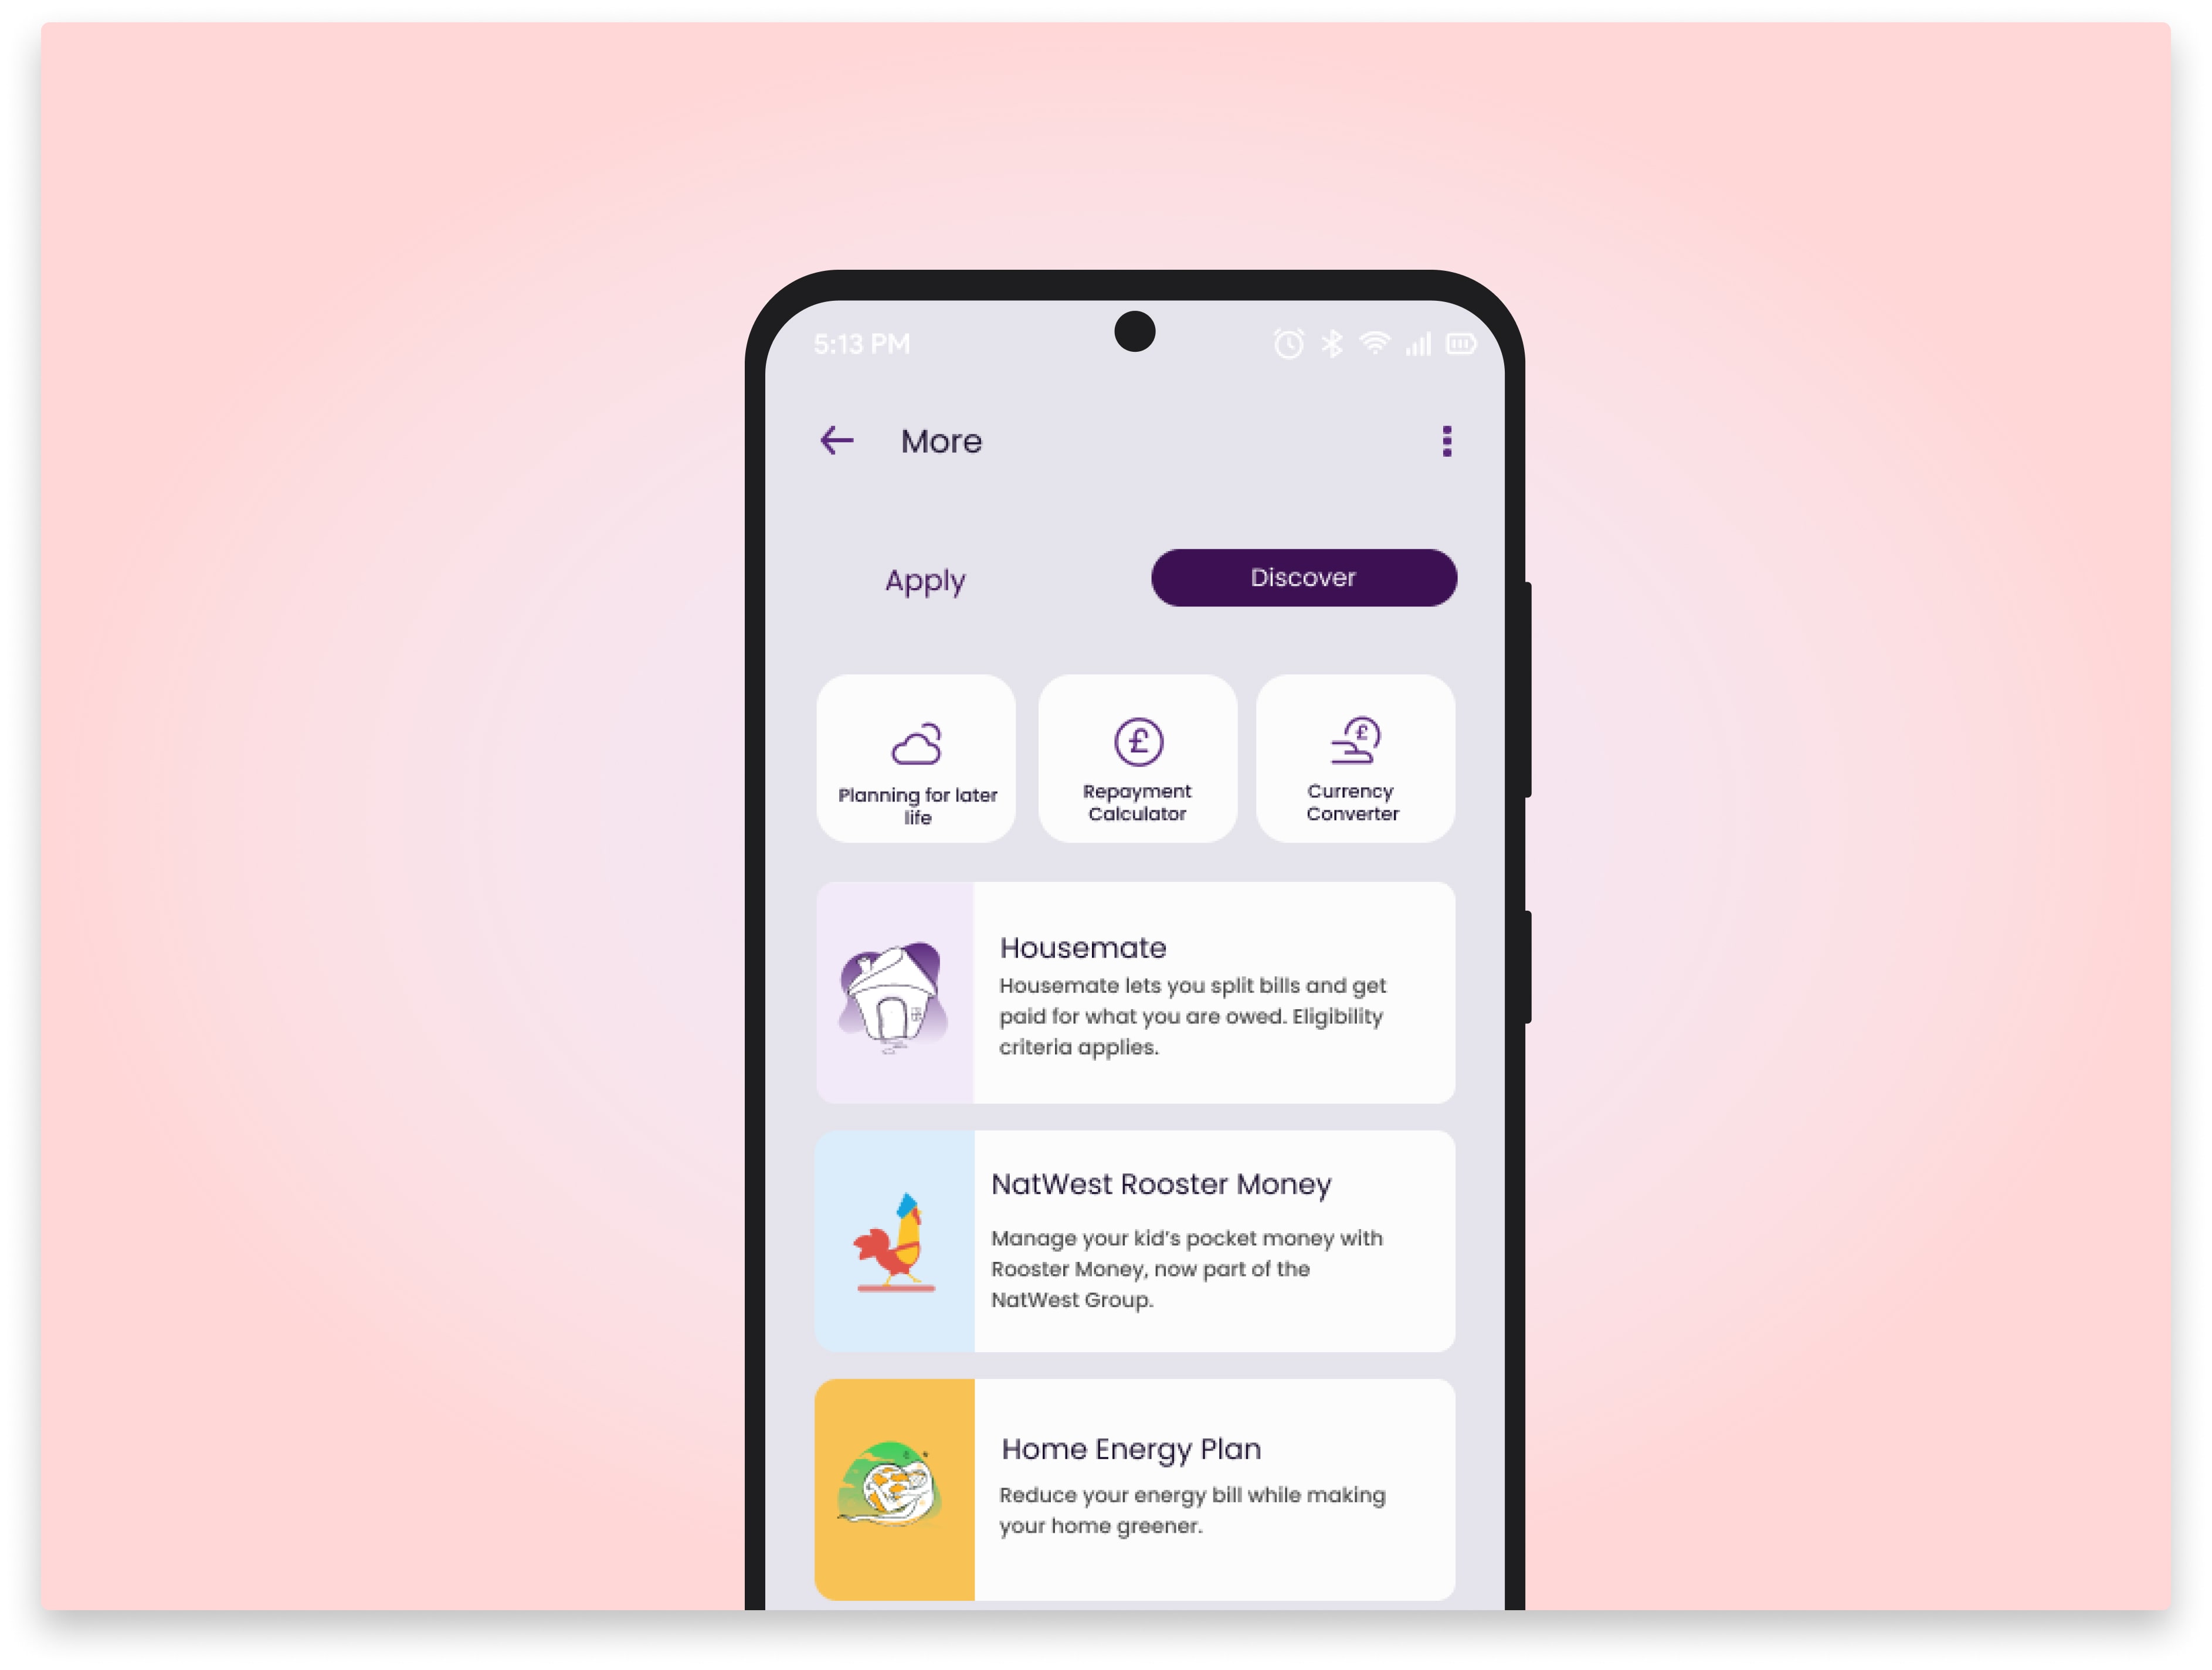 5:13 PM
More
Apply
Discover
£
£
Planning for later
life
Repayment
Calculator
Currency
Converter
Housemate
Housemate lets you split bills and get
paid for what you are owed. Eligibility
criteria applies.
NatWest Rooster Money
Manage your kid's pocket money with
Rooster Money, now part of the
NatWest Group.
Home Energy Plan
Reduce your energy bill while making
your home greener.